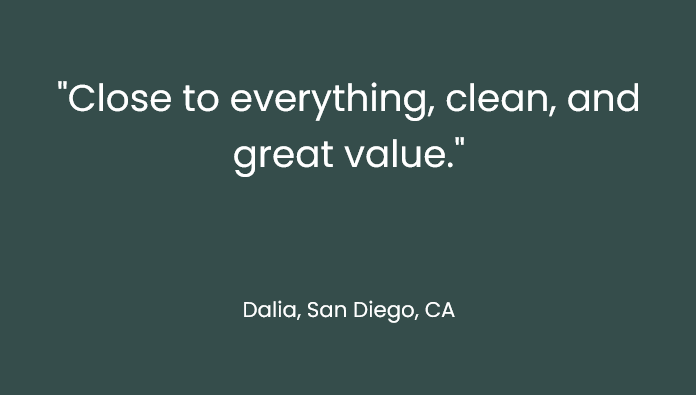 "Close to everything, clean, and
great value."
Dalia, San Diego, CA